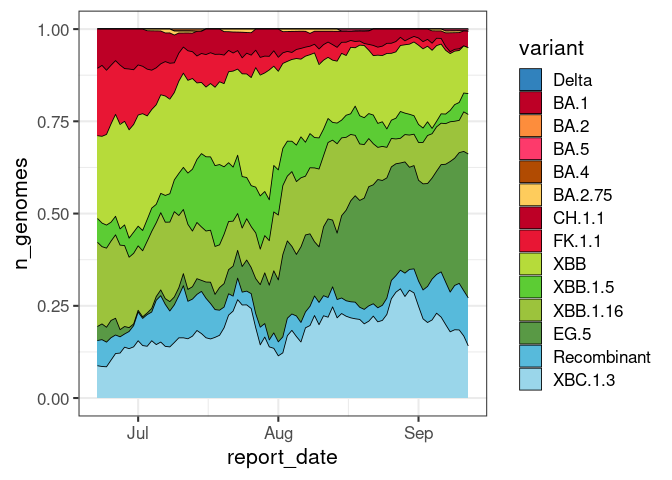 1.00
0.75
0.50
0.25
0.00
n_genomes
Jul
Aug
Sep
report_date
variant
Delta
BA.1
BA.2
BA.5
BA.4
BA.2.75
CH.1.1
FK.1.1
XBB
XBB.1.5
XBB.1.16
EG.5
Recombinant
XBC.1.3